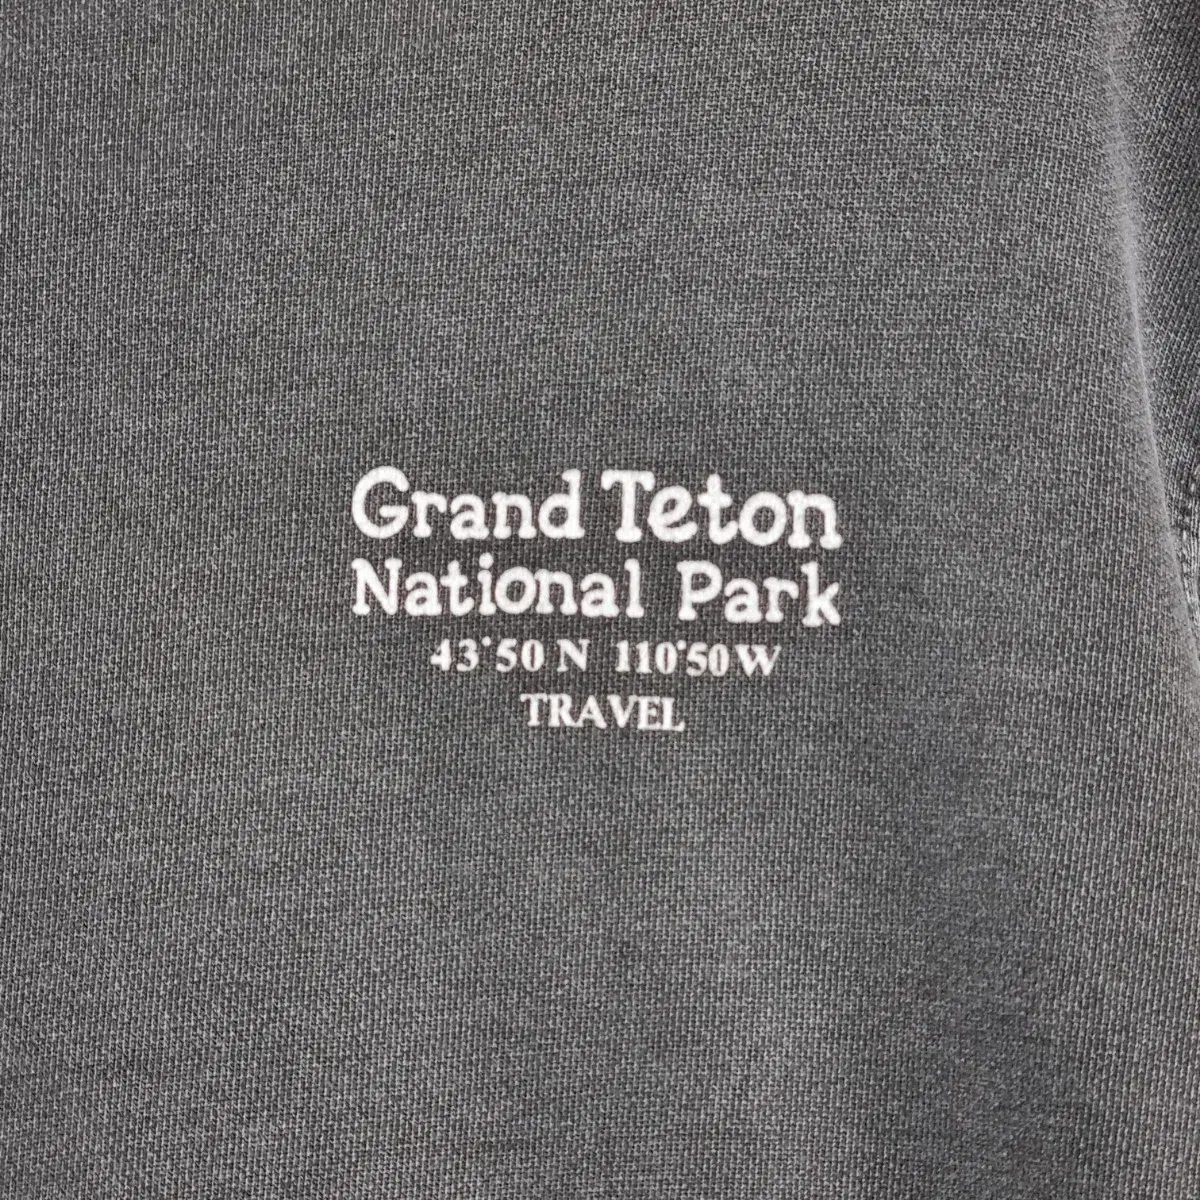 Grand Teton
National Park
43°50 N 110°50 W
TRAVEL